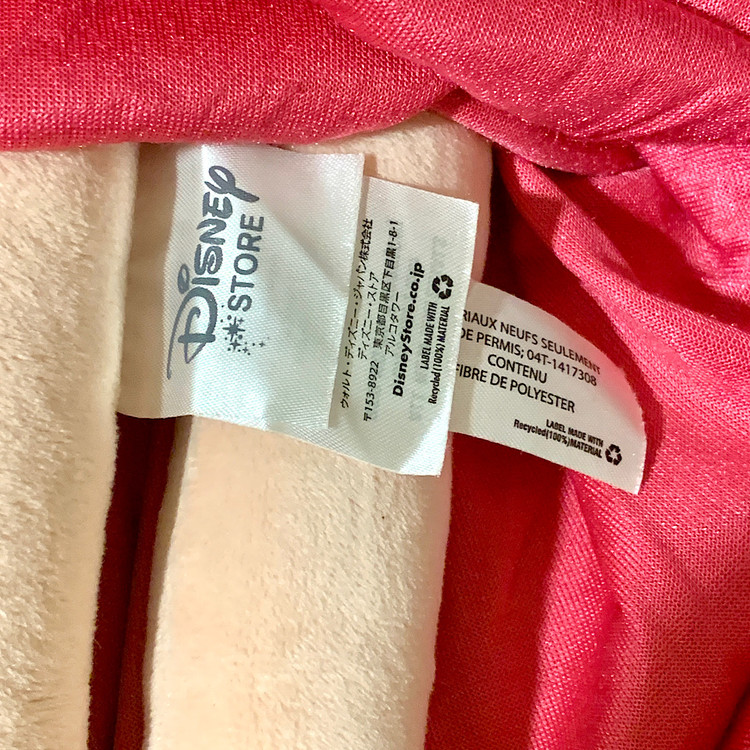 DISNEY
STORE
ウォルト・ディズニー・ジャパン株式会社
ディズニー・ストア
〒153-8922 東京都目黒区下目黒1-8-1
アルコタワー
DisneyStore.co.jp
LABEL MADE WITH
Recycled(100%) MATERIAL
RIAUX NEUFS SEULEMENT
DE PERMIS; 04T-1417308
CONTENU
FIBRE DE POLYESTER
LABEL MADE WITH
Recycled(100%)MATERIAL